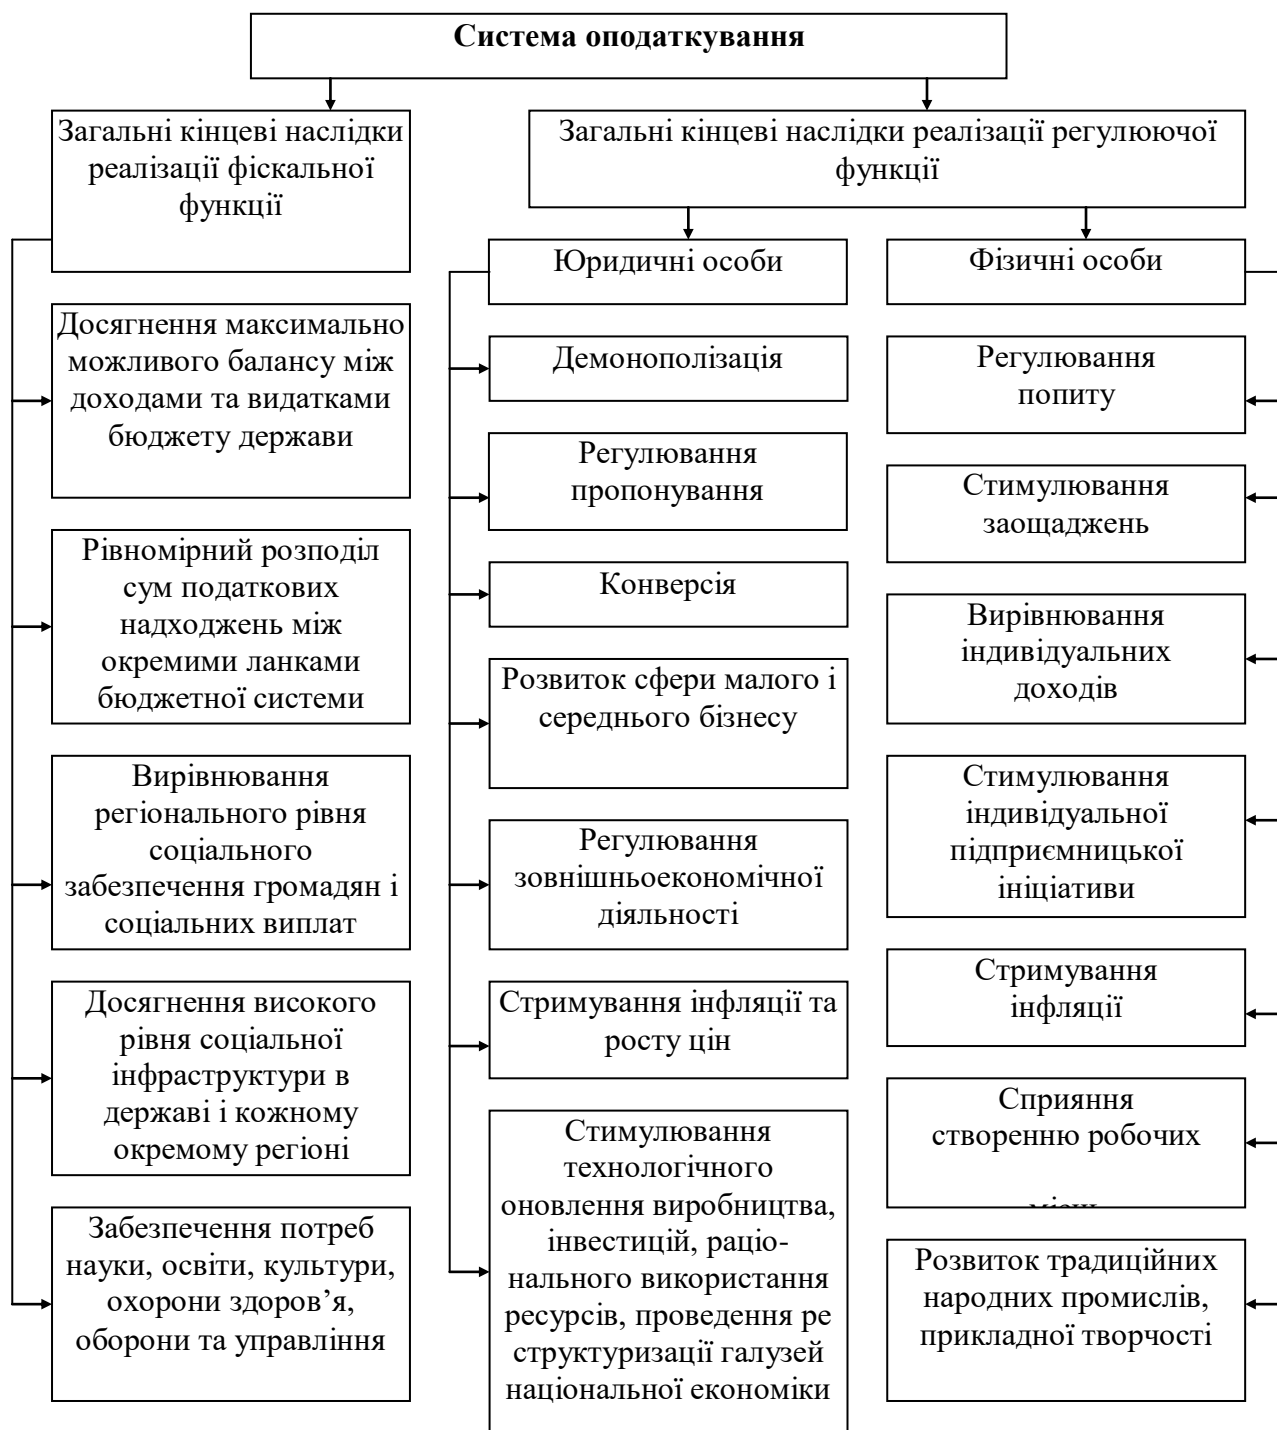 Система оподаткування
Загальні кінцеві наслідки
реалізації фіскальної
функції
Загальні кінцеві наслідки реалізації регулюючої
функції
Досягнення максимально
можливого балансу між
доходами та видатками
бюджету держави
Рівномірний розподіл
сум податкових
надходжень між
окремими ланками
бюджетної системи
Вирівнювання
регіонального рівня
соціального
забезпечення громадян і
соціальних виплат
Досягнення високого
рівня соціальної
інфраструктури в
державі і кожному
окремому регіоні
Забезпечення потреб
науки, освіти, культури,
охорони здоров’я,
оборони та управління
Юридичні особи
Демонополізація
Регулювання
пропонування
Конверсія
Розвиток сфери малого і
середнього бізнесу
Регулювання
зовнішньоекономічної
діяльності
Стримування інфляції та
росту цін
Стимулювання
технологічного
оновлення виробництва,
інвестицій, раціо-
нального використання
ресурсів, проведення ре
структуризації галузей
національної економіки
Фізичні особи
Регулювання
попиту
Стимулювання
заощаджень
Вирівнювання
індивідуальних
доходів
Стимулювання
індивідуальної
підприємницької
ініціативи
Стримування
інфляції
Сприяння
створенню робочих
Розвиток традиційних
народних промислів,
прикладної творчості